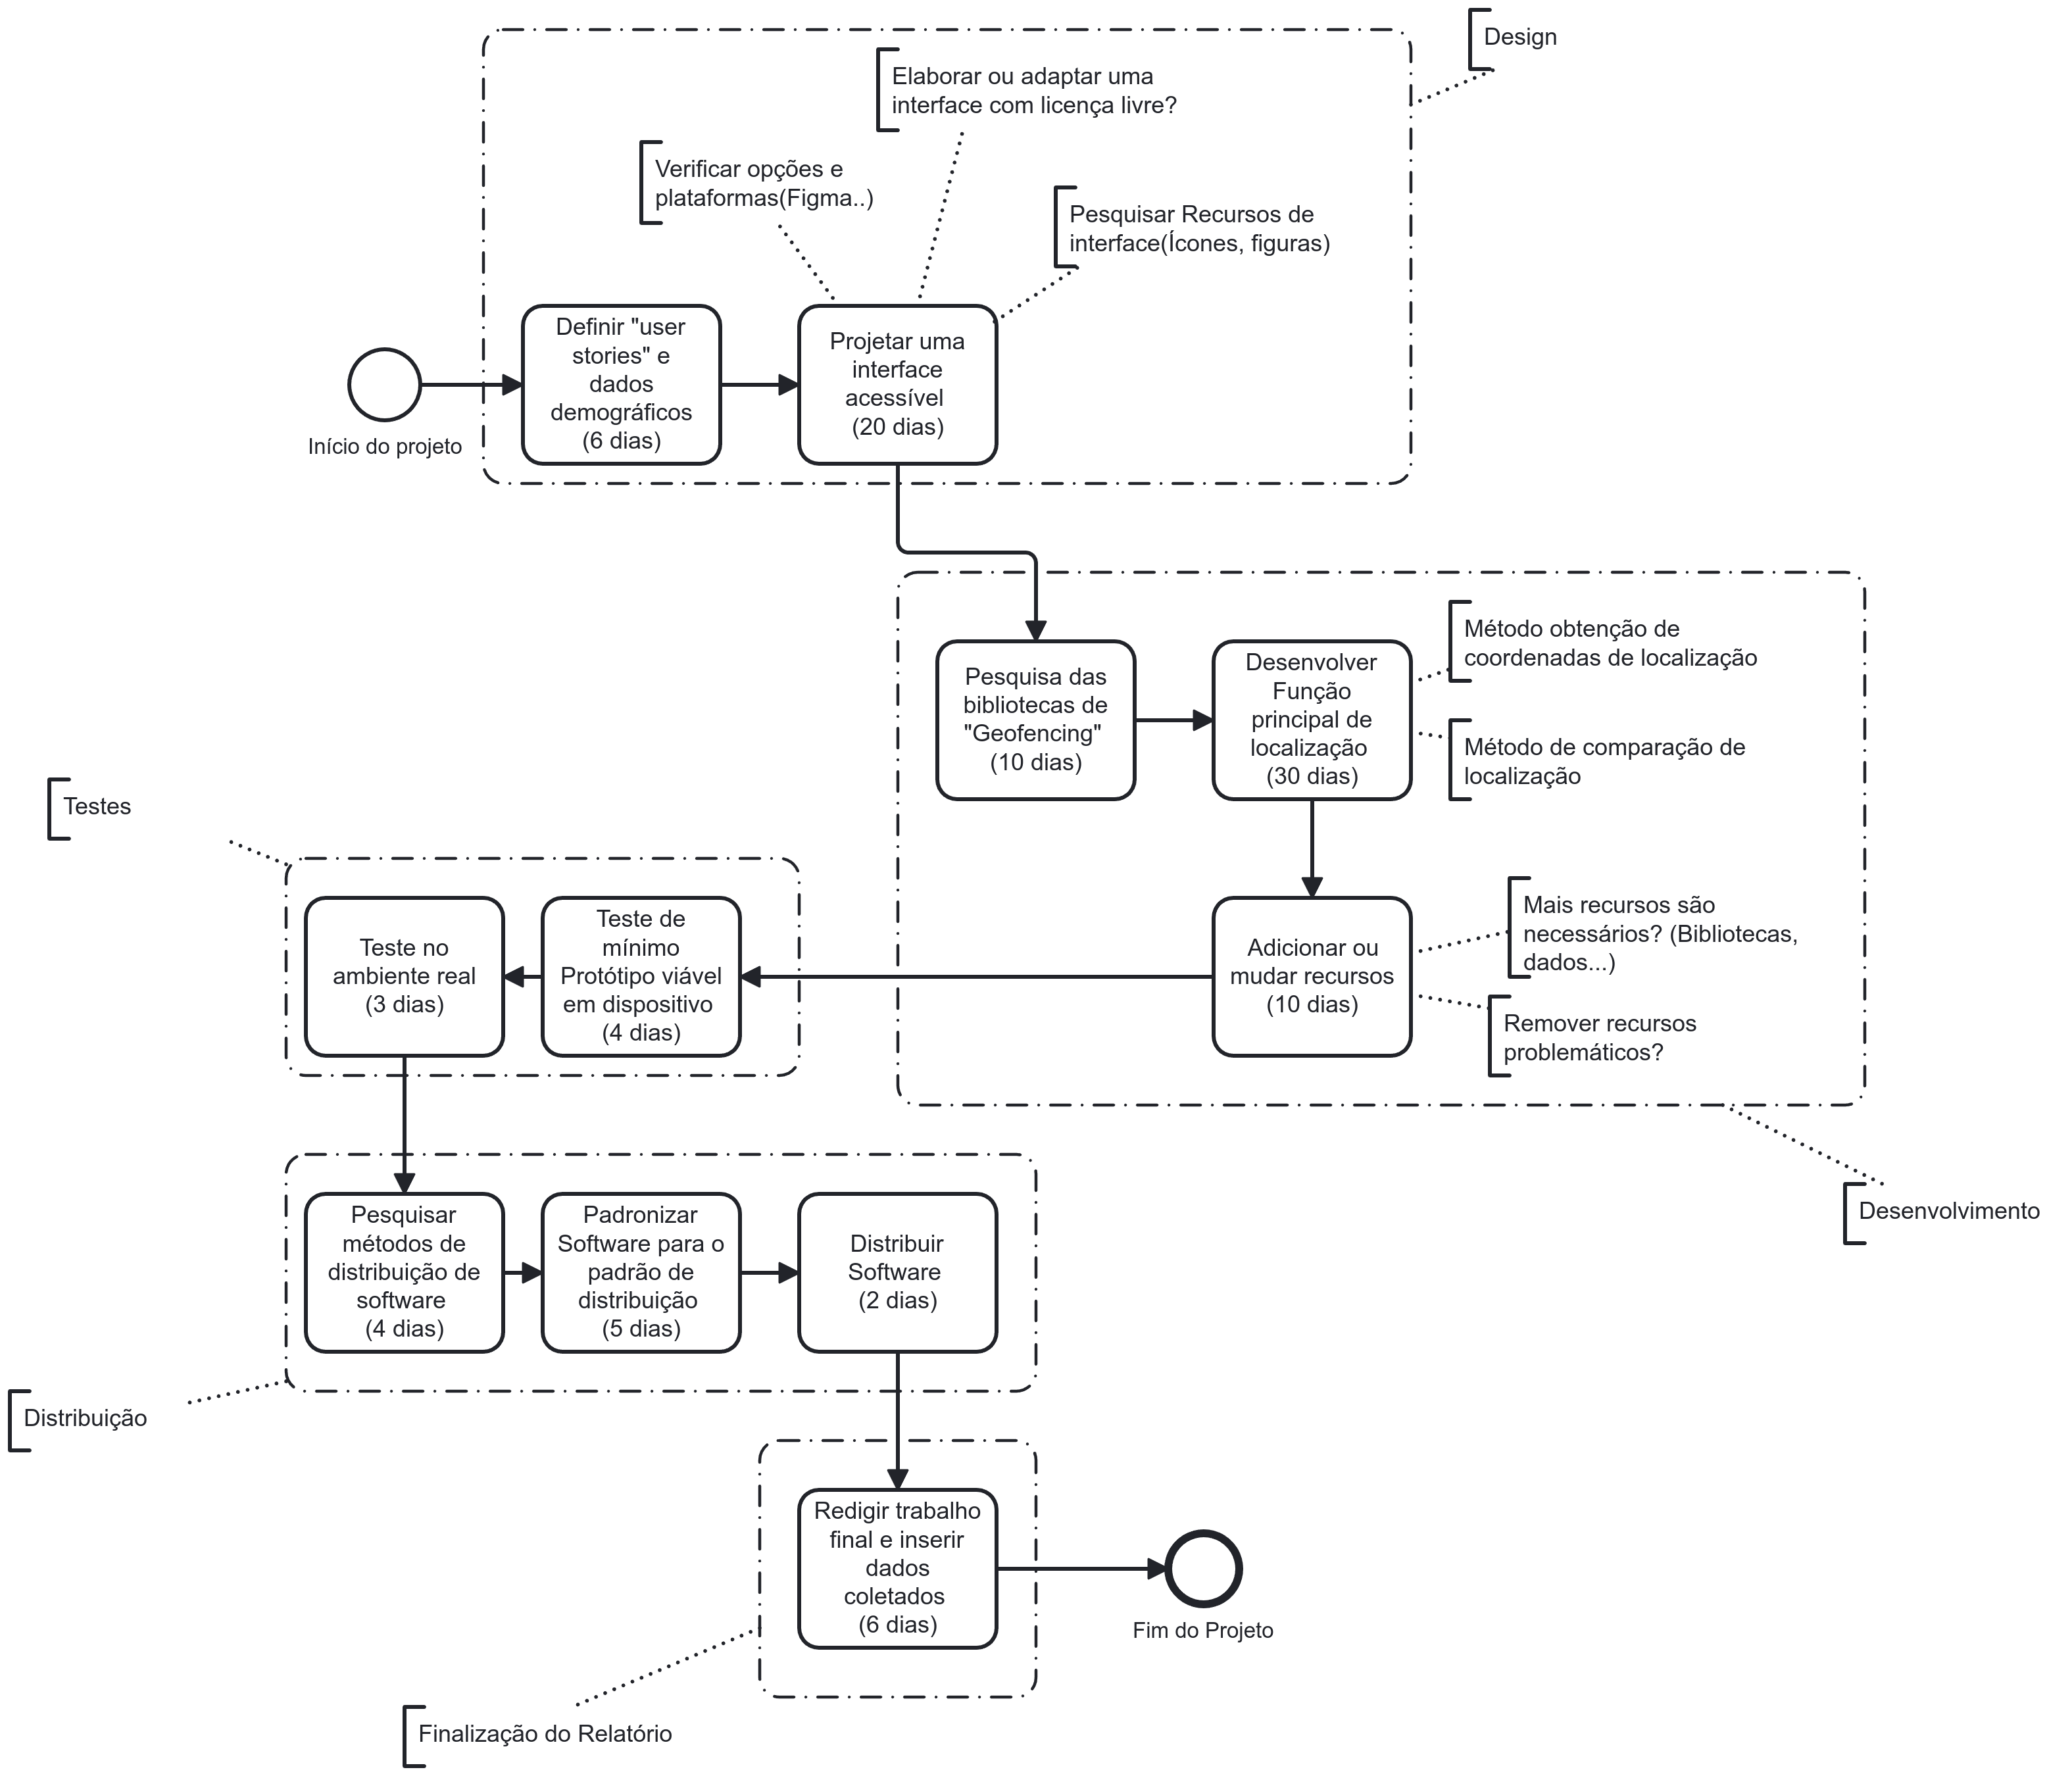 Design
Elaborar ou adaptar uma
interface com licença livre?
Verificar opções e
plataformas(Figma..)
Pesquisar Recursos de
interface(Ícones, figuras)
Início do projeto
Definir "user
stories" e
dados
demográficos
(6 dias)
Projetar uma
interface
acessível
(20 dias)
Pesquisa das
bibliotecas de
"Geofencing"
(10 dias)
Desenvolver
Função
principal de
localização
(30 dias)
Método obtenção de
coordenadas de localização
Método de comparação de
localização
Testes
Teste no
ambiente real
(3 dias)
Teste de
mínimo
Protótipo viável
em dispositivo
(4 dias)
Adicionar ou
mudar recursos
(10 dias)
Mais recursos são
necessários? (Bibliotecas,
dados...)
Remover recursos
problemáticos?
Desenvolvimento
Pesquisar
métodos de
distribuição de
software
(4 dias)
Padronizar
Software para o
padrão de
distribuição
(5 dias)
Distribuir
Software
(2 dias)
Distribuição
Redigir trabalho
final e inserir
dados
coletados
(6 dias)
Fim do Projeto
Finalização do Relatório